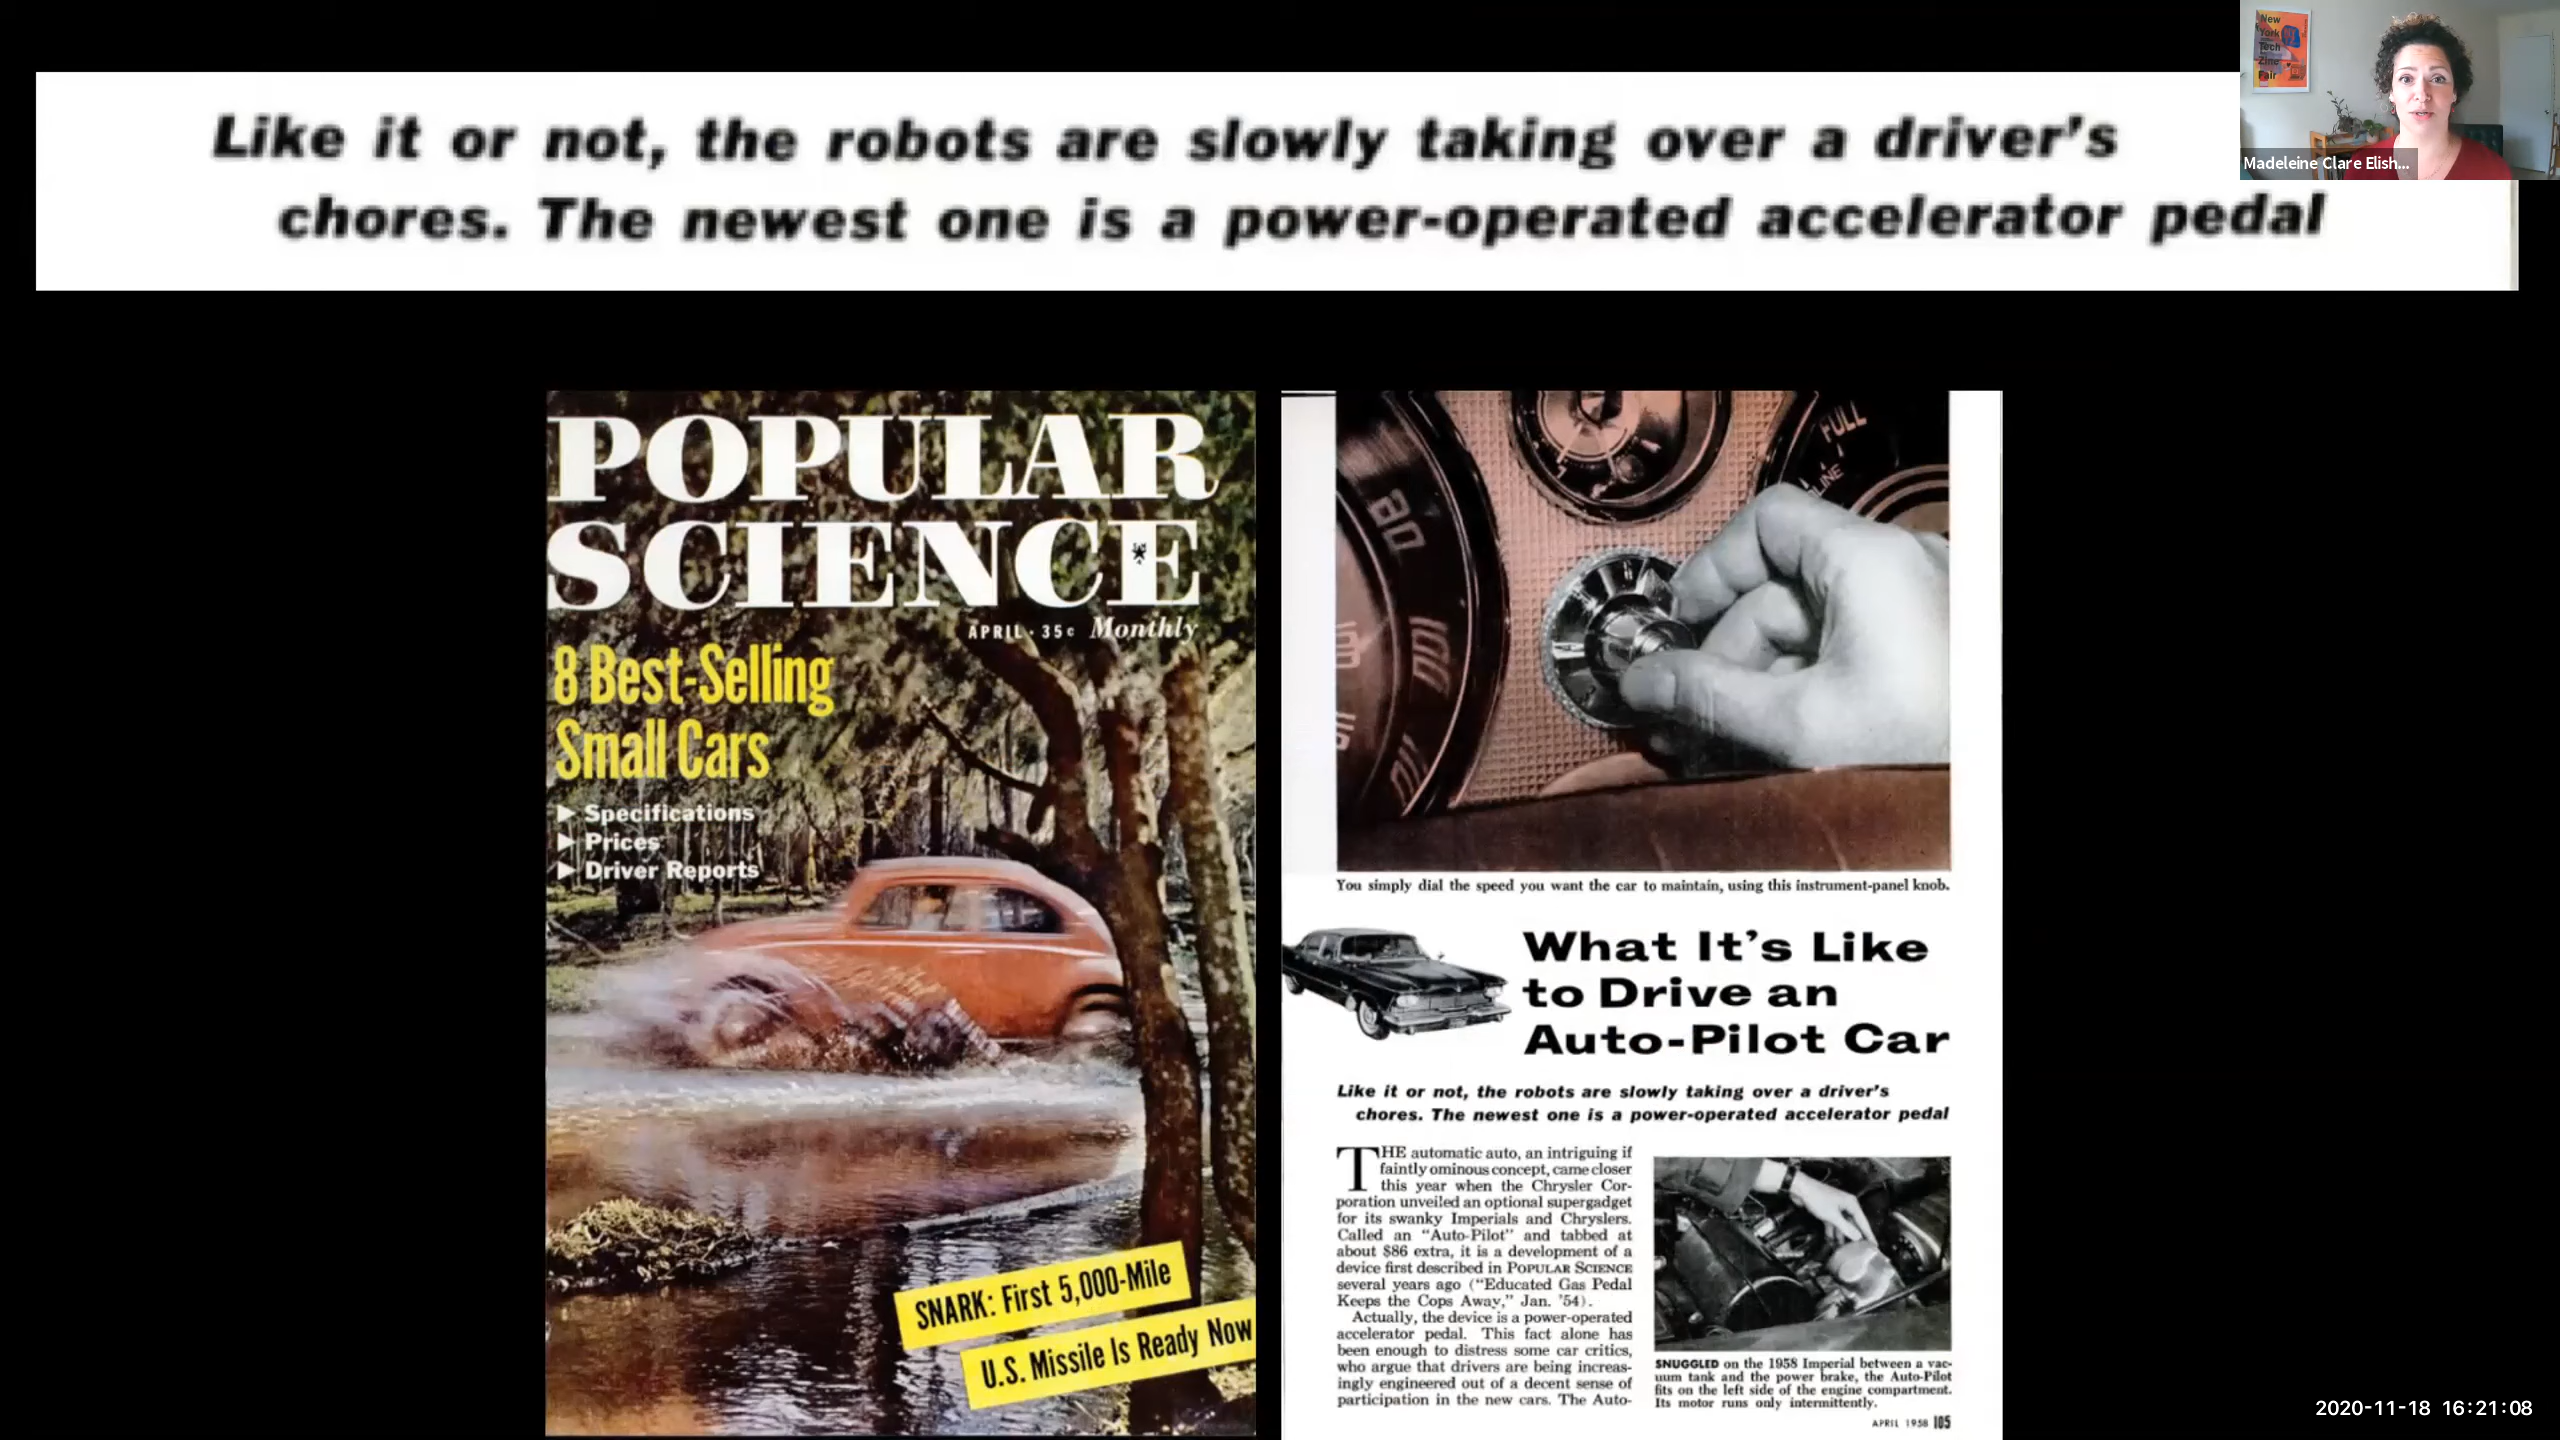 Like it or not, the robots are slowly taking over a driver's
chores. The newest one is a power-operated accelerator pedal
New
York
Tech
Zine
Fair
Madeleine Clare Elish...
POPULAR
SCIENCE
APRIL · 35c Monthly
8 Best-Selling
Small Cars
► Specifications
► Prices
► Driver Reports
SNARK: First 5,000-Mile
U.S. Missile Is Ready Now
FULL
80
You simply dial the speed you want the car to maintain, using this instrument-panel knob.
What It's Like
to Drive an
Auto-Pilot Car
Like it or not, the robots are slowly taking over a driver's
chores. The newest one is a power-operated accelerator pedal
THE automatic auto, an intriguing if
faintly ominous concept, came closer
this year when the Chrysler Cor-
poration unveiled an optional supergadget
for its swanky Imperials and Chryslers.
Called an "Auto-Pilot" and tabbed at
about $86 extra, it is a development of a
device first described in POPULAR SCIENCE
several years ago ("Educated Gas Pedal
Keeps the Cops Away," Jan. '54).
Actually, the device is a power-operated
accelerator pedal. This fact alone has
been enough to distress some car critics,
who argue that drivers are being increas-
ingly engineered out of a decent sense of
participation in the new cars. The Auto-
SNUGGLED on the 1958 Imperial between a vac-
uum tank and the power brake, the Auto-Pilot
fits on the left side of the engine compartment.
Its motor runs only intermittently.
APRIL 1958 105
2020-11-18 16:21:08